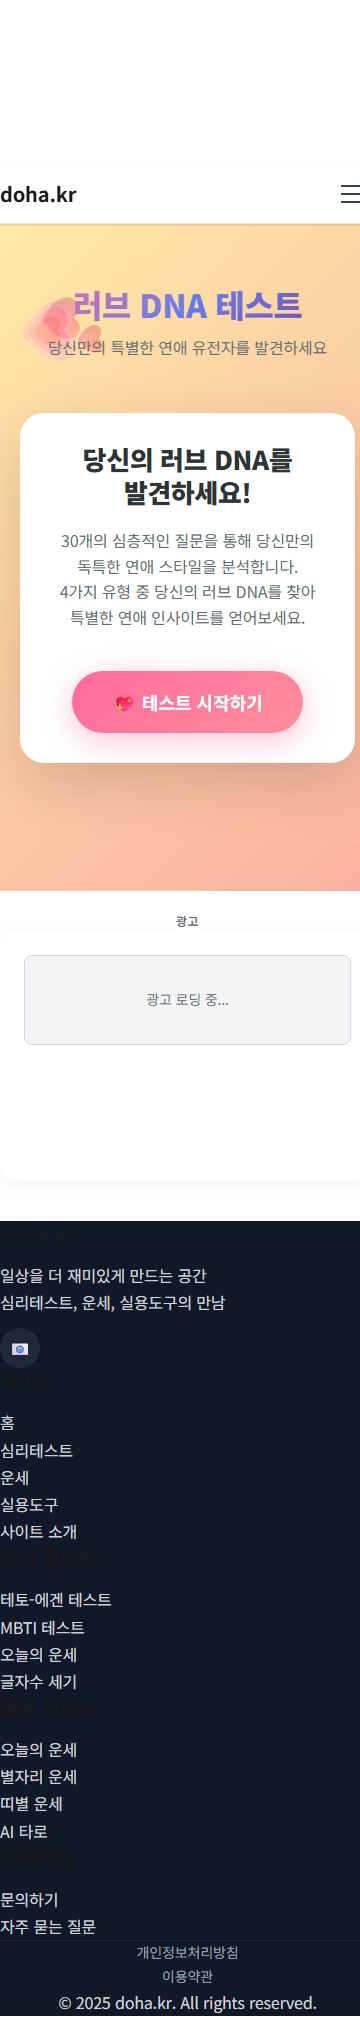 doha.kr
러브 DNA 테스트
당신만의 특별한 연애 유전자를 발견하세요
당신의 러브 DNA를
발견하세요!
30개의 심층적인 질문을 통해 당신만의
독특한 연애 스타일을 분석합니다.
4가지 유형 중 당신의 러브 DNA를 찾아
특별한 연애 인사이트를 얻어보세요.
테스트 시작하기
광고
광고 로딩 중...
doha.kr
일상을 더 재미있게 만드는 공간
심리테스트, 운세, 실용도구의 만남
홈
심리테스트
운세
실용도구
사이트 소개
테토-에겐 테스트
MBTI 테스트
오늘의 운세
글자수 세기
오늘의 운세
별자리 운세
띠별 운세
AI 타로
문의하기
자주 묻는 질문
개인정보처리방침
이용약관
© 2025 doha.kr. All rights reserved.